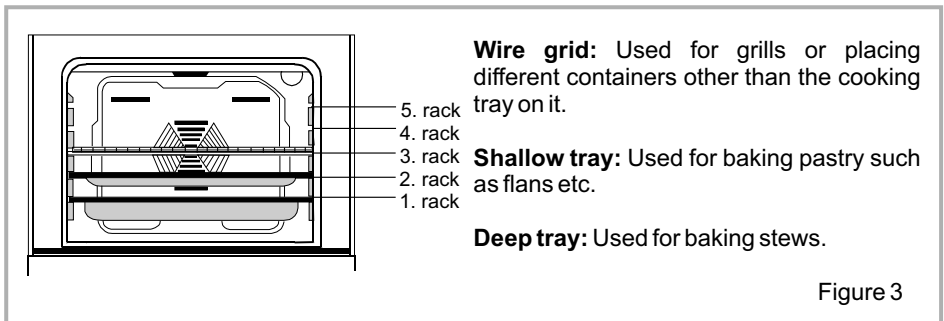 5. rack
4. rack
3. rack
2. rack
1. rack
Wire grid: Used for grills or placing
different containers other than the cooking
tray on it.
Shallow tray: Used for baking pastry such
as flans etc.
Deep tray: Used for baking stews.
Figure 3